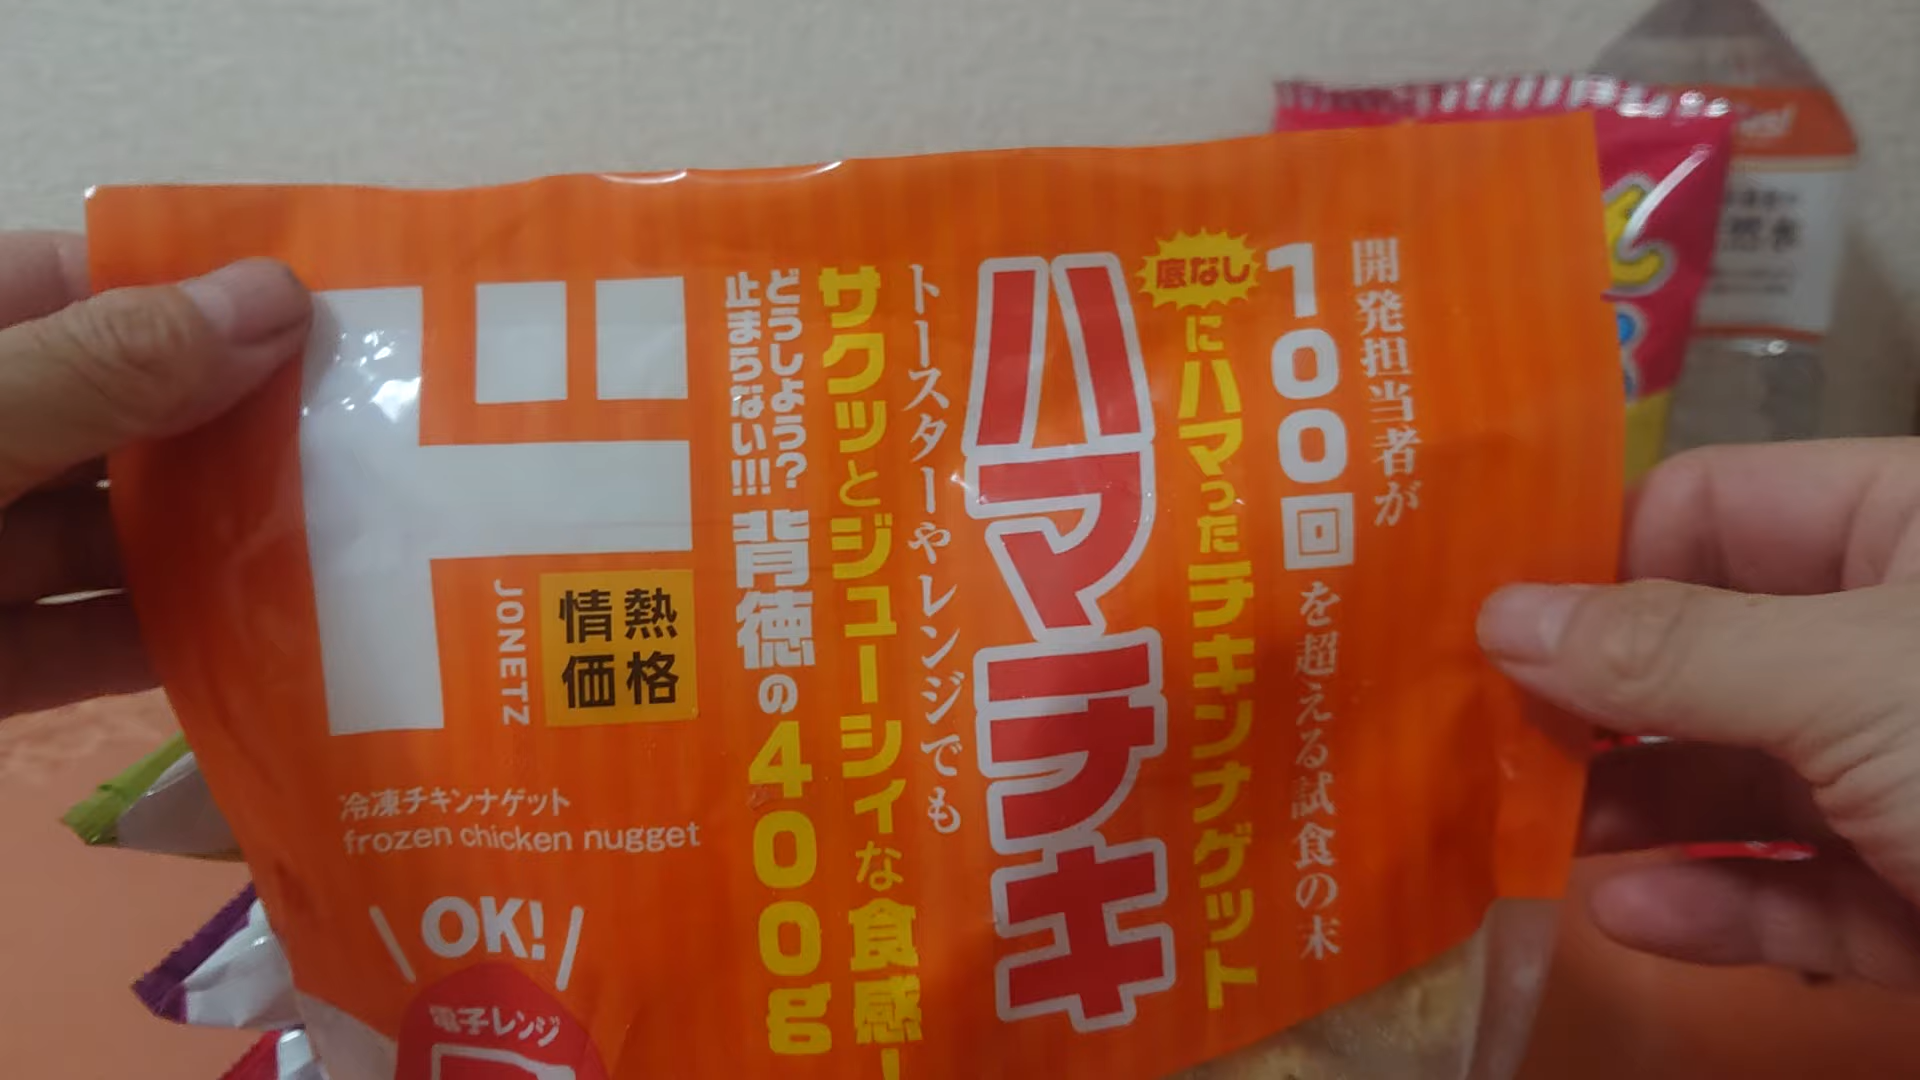 開発担当者が
100回を超える試食の末
底なし
にハマったチキンナゲット
ハマチキ
トースターやレンジでも
サクッとジューシィな食感!
どうしよう?
止まらない!!!
背徳の400g
ド
JONETZ
情熱
価格
冷凍チキンナゲット
frozen chicken nugget
OK!
電子レンジ